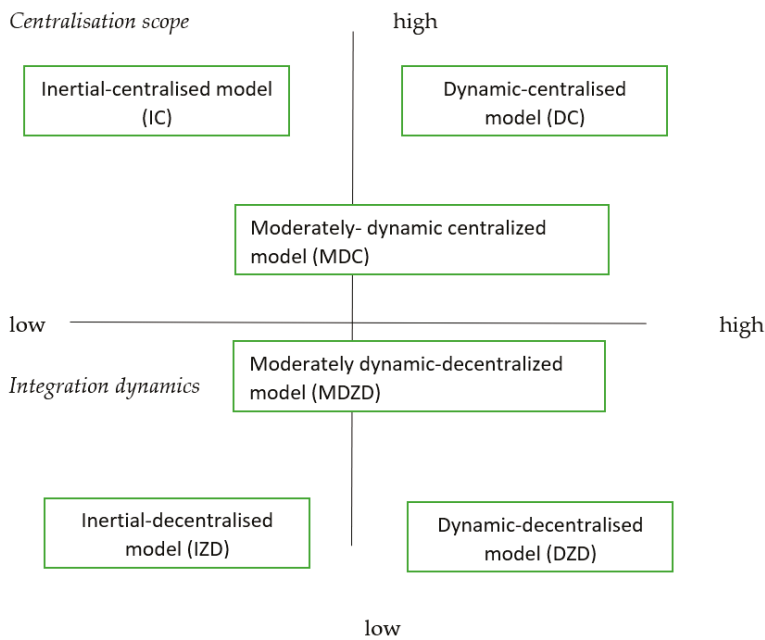 Centralisation scope
high
Inertial-centralised model
(IC)
Dynamic-centralised
model (DC)
Moderately- dynamic centralized
model (MDC)
low
high
Moderately dynamic-decentralized
model (MDZD)
Integration dynamics
Inertial-decentralised
model (IZD)
Dynamic-decentralised
model (DZD)
low